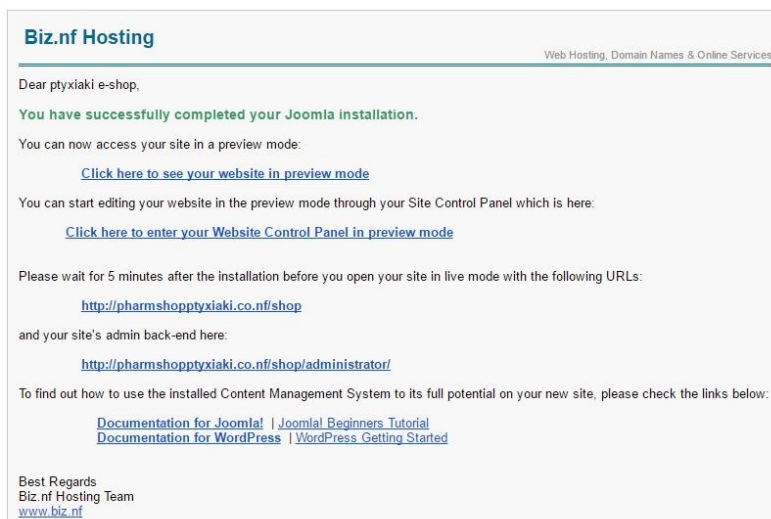 Biz.nf Hosting
Web Hosting, Domain Names & Online Services
Dear ptyxiaki e-shop,
You have successfully completed your Joomla installation.
You can now access your site in a preview mode:
Click here to see your website in preview mode
You can start editing your website in the preview mode through your Site Control Panel which is here:
Click here to enter your Website Control Panel in preview mode
Please wait for 5 minutes after the installation before you open your site in live mode with the following URLs:
http://pharmshopptyxiaki.co.nf/shop
and your site's admin back-end here:
http://pharmshopptyxiaki.co.nf/shop/administrator/
To find out how to use the installed Content Management System to its full potential on your new site, please check the links below:
Documentation for Joomla! | Joomla! Beginners Tutorial
Documentation for WordPress | WordPress Getting Started
Best Regards
Biz.nf Hosting Team
www.biz.nf